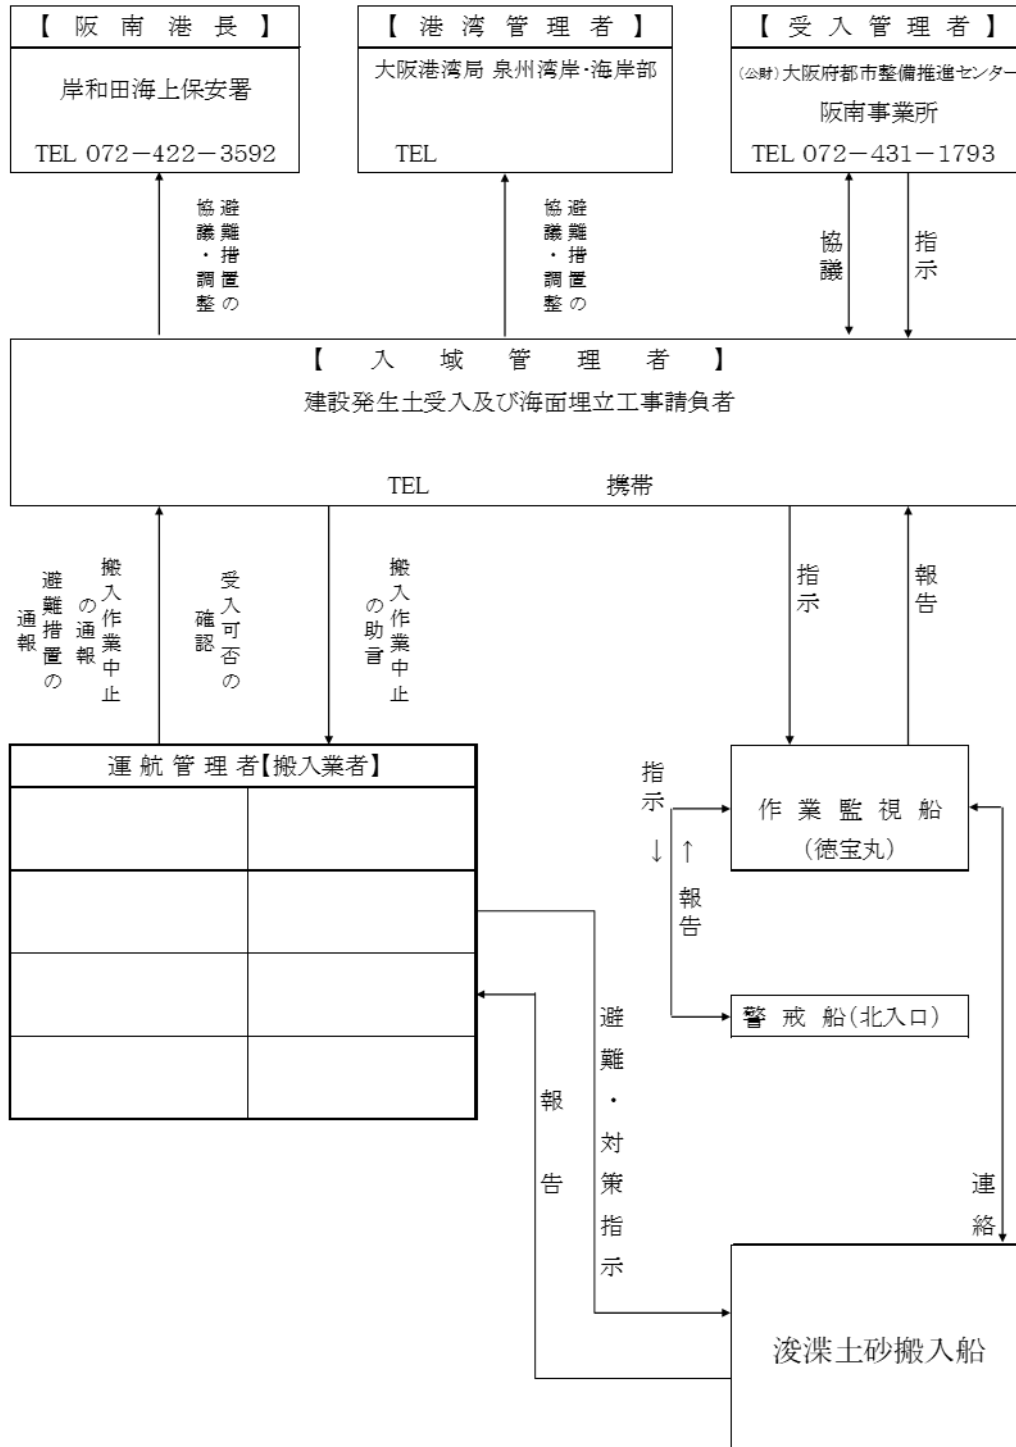 【阪南港長】
岸和田海上保安署
TEL 072－422－3592
【港湾管理者】
大阪港湾局 泉州湾岸・海岸部
TEL
【受入管理者】
(公財)大阪府都市整備推進センター
阪南事業所
TEL 072－431－1793
避難措置の
協議・調整
避難措置の
協議・調整
協議
指示
【入域管理者】
建設発生土受入及び海面埋立工事請負者
TEL 携帯
搬入作業中止
の通報
避難措置の
通報
受入可否の
確認
搬入作業中止
の助言
指示
報告
運航管理者【搬入業者】
指示
↓
↑
報告
作業監視船
(徳宝丸)
警戒船(北入口)
避難・対策指示
報告
連絡
浚渫土砂搬入船